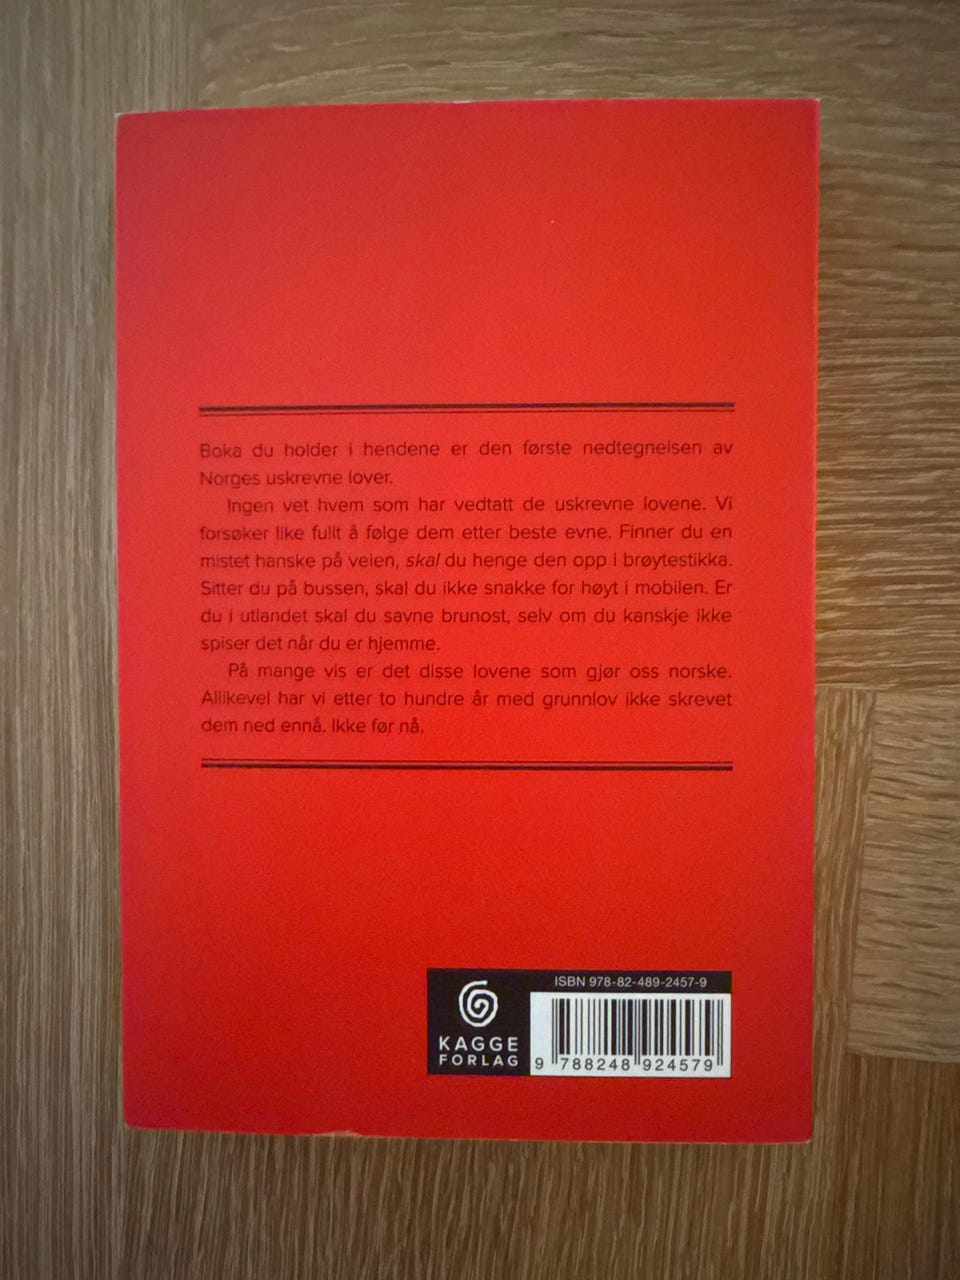 Boka du holder i hendene er den første nedtegnelsen av
Norges uskrevne lover.
Ingen vet hvem som har vedtatt de uskrevne lovene. Vi
forsøker like fullt å følge dem etter beste evne. Finner du en
mistet hanske på veien, skal du henge den opp i brøytestikka.
Sitter du på bussen, skal du ikke snakke for høyt i mobilen. Er
du i utlandet skal du savne brunost, selv om du kanskje ikke
spiser det når du er hjemme.
På mange vis er det disse lovene som gjør oss norske.
Allikevel har vi etter to hundre år med grunnlov ikke skrevet
dem ned ennå. Ikke før nå.
ISBN 978-82-489-2457-9
KAGGE
FORLAG
9 788248 924579